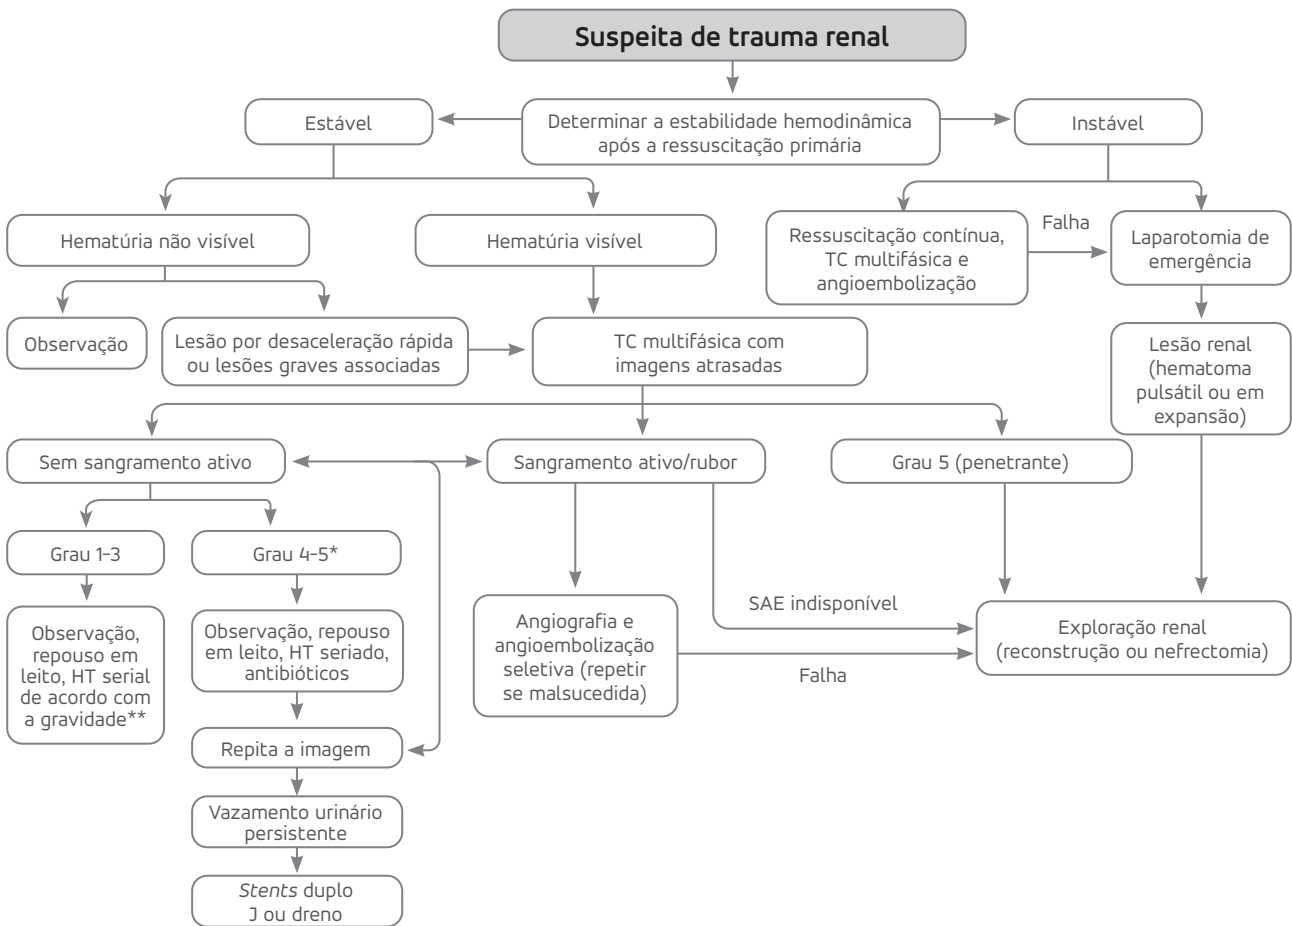 Suspeita de trauma renal
Estável
Determinar a estabilidade hemodinâmica
após a ressuscitação primária
Instável
Hematúria não visível
Hematúria visível
Ressuscitação contínua,
TC multifásica e
angioembolização
Falha
Laparotomia de
emergência
Observação
Lesão por desaceleração rápida
ou lesões graves associadas
TC multifásica com
imagens atrasadas
Lesão renal
(hematoma
pulsátil ou em
expansão)
Sem sangramento ativo
Sangramento ativo/rubor
Grau 5 (penetrante)
Grau 1-3
Grau 4-5*
Observação,
repouso em
leito, HT serial
de acordo com
a gravidade**
Observação, repouso
em leito, HT seriado,
antibióticos
Angiografia e
angioembolização
seletiva (repetir
se malsucedida)
SAE indisponível
Falha
Exploração renal
(reconstrução ou nefrectomia)
Repita a imagem
Vazamento urinário
persistente
Stents duplo
J ou dreno